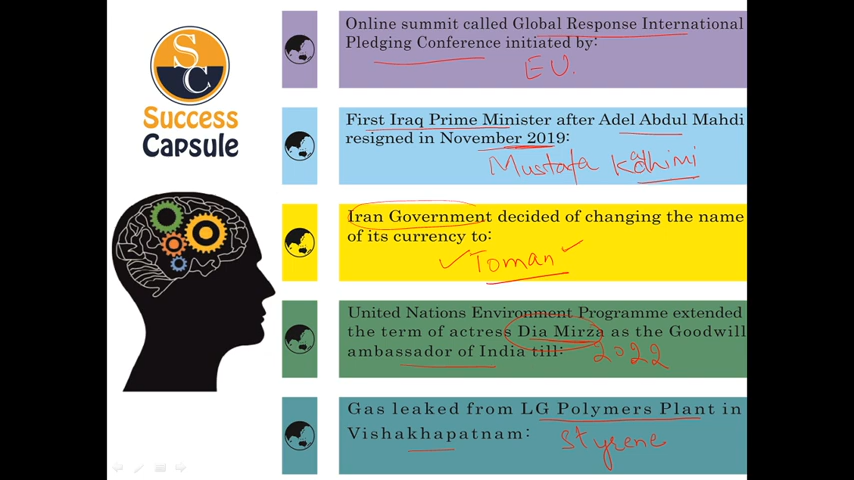 SC
Success
Capsule
Online summit called Global Response International
Pledging Conference initiated by:
EU.
First Iraq Prime Minister after Adel Abdul Mahdi
resigned in November 2019:
Mustafa Kadhimi
Iran Government decided of changing the name
of its currency to:
Toman
United Nations Environment Programme extended
the term of actress Dia Mirza as the Goodwill
ambassador of India till:
2022
Gas leaked from LG Polymers Plant in
Vishakhapatnam:
Styrene